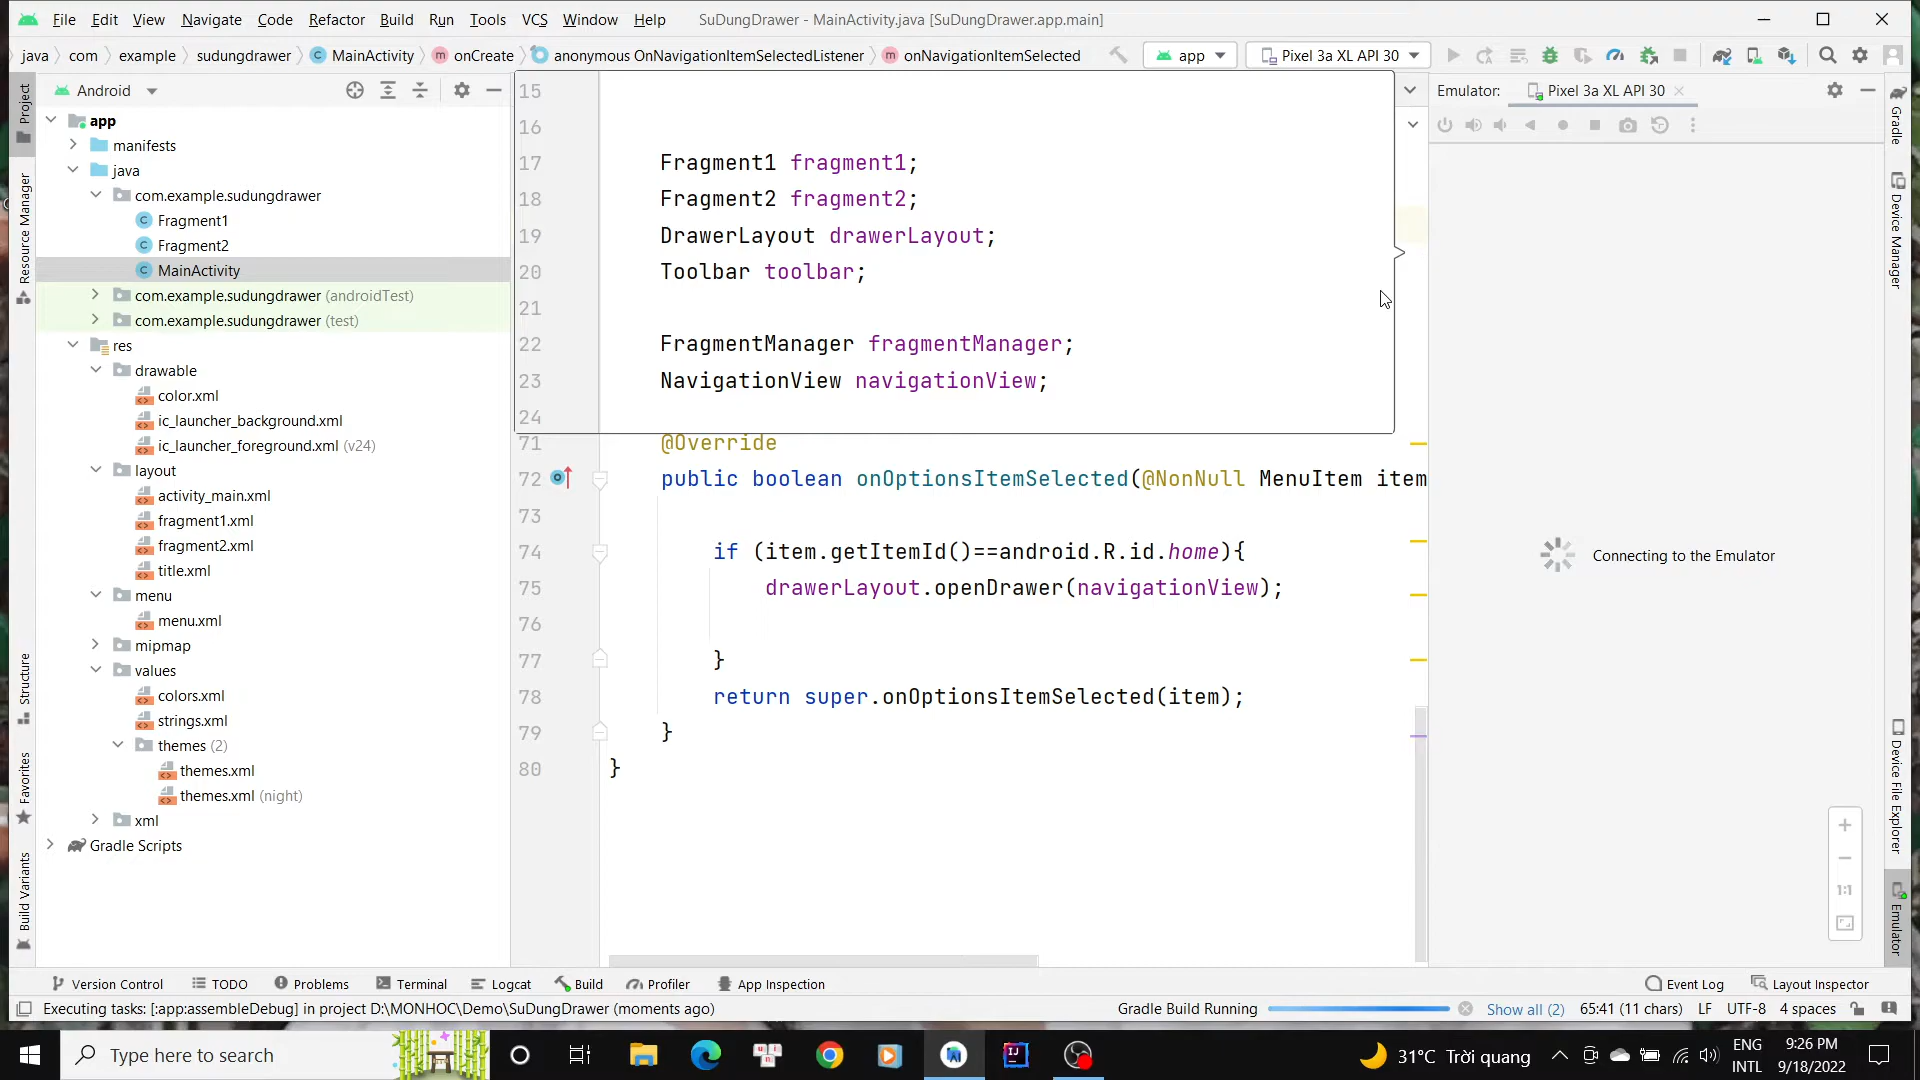 File Edit View Navigate Code Refactor Build Run Tools VCS Window Help SuDungDrawer - MainActivity.java [SuDungDrawer.app.main]
java com example sudungdrawer MainActivity onCreate anonymous OnNavigationItemSelectedListener onNavigationItemSelected app Pixel 3a XL API 30
Android
Emulator: Pixel 3a XL API 30
app
manifests
java
com.example.sudungdrawer
Fragment1
Fragment2
MainActivity
com.example.sudungdrawer (androidTest)
com.example.sudungdrawer (test)
res
drawable
color.xml
ic_launcher_background.xml
ic_launcher_foreground.xml (v24)
layout
activity_main.xml
fragment1.xml
fragment2.xml
title.xml
menu
menu.xml
mipmap
values
colors.xml
strings.xml
themes (2)
themes.xml
themes.xml (night)
xml
Gradle Scripts
15
16
17 Fragment1 fragment1;
18 Fragment2 fragment2;
19 DrawerLayout drawerLayout;
20 Toolbar toolbar;
21
22 FragmentManager fragmentManager;
23 NavigationView navigationView;
24
71 @Override
72 public boolean onOptionsItemSelected(@NonNull MenuItem item
73
74 if (item.getItemId()==android.R.id.home){
75 drawerLayout.openDrawer(navigationView);
76
77 }
78 return super.onOptionsItemSelected(item);
79 }
80 }
Connecting to the Emulator
1:1
Project
Resource Manager
Structure
Favorites
Build Variants
Gradle
Device Manager
Device File Explorer
Emulator
Version Control TODO Problems Terminal Logcat Build Profiler App Inspection Event Log Layout Inspector
Executing tasks: [:app:assembleDebug] in project D:\MONHOC\Demo\SuDungDrawer (moments ago) Gradle Build Running Show all (2) 65:41 (11 chars) LF UTF-8 4 spaces
Type here to search
31°C Trời quang
ENG
INTL
9:26 PM
9/18/2022